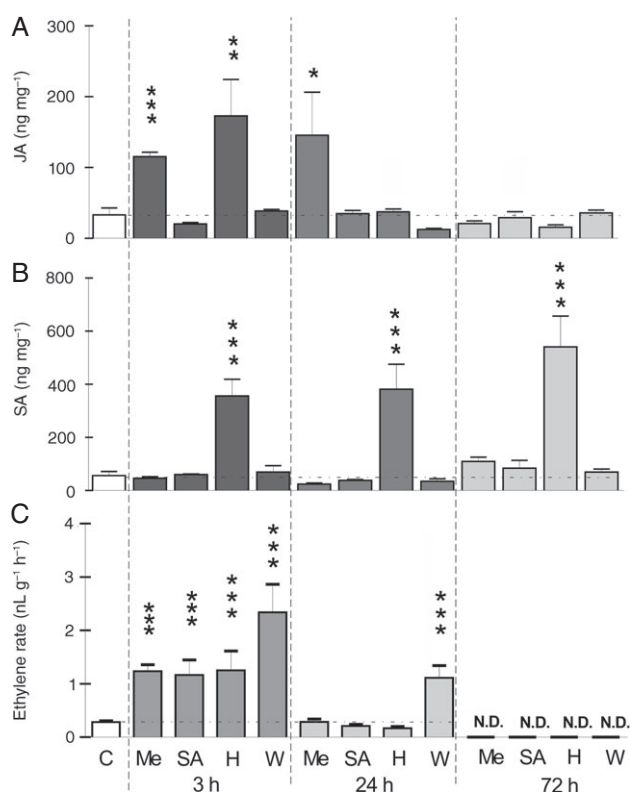 A
JA (ng mg⁻¹)
300
200
100
0
***
**
*
B
SA (ng mg⁻¹)
800
600
400
200
0
***
***
***
C
Ethylene rate (nL g⁻¹ h⁻¹)
4
3
2
1
0
***
***
***
***
***
N.D. N.D. N.D. N.D.
C Me SA H W Me SA H W Me SA H W
3 h 24 h 72 h